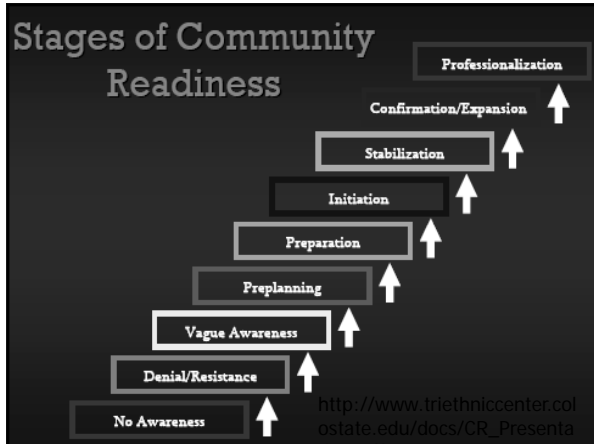 Stages of Community
Readiness
Professionalization
Confirmation/Expansion
Stabilization
Initiation
Preparation
Preplanning
Vague Awareness
Denial/Resistance
No Awareness
http://www.triethniccenter.col
ostate.edu/docs/CR_Presenta